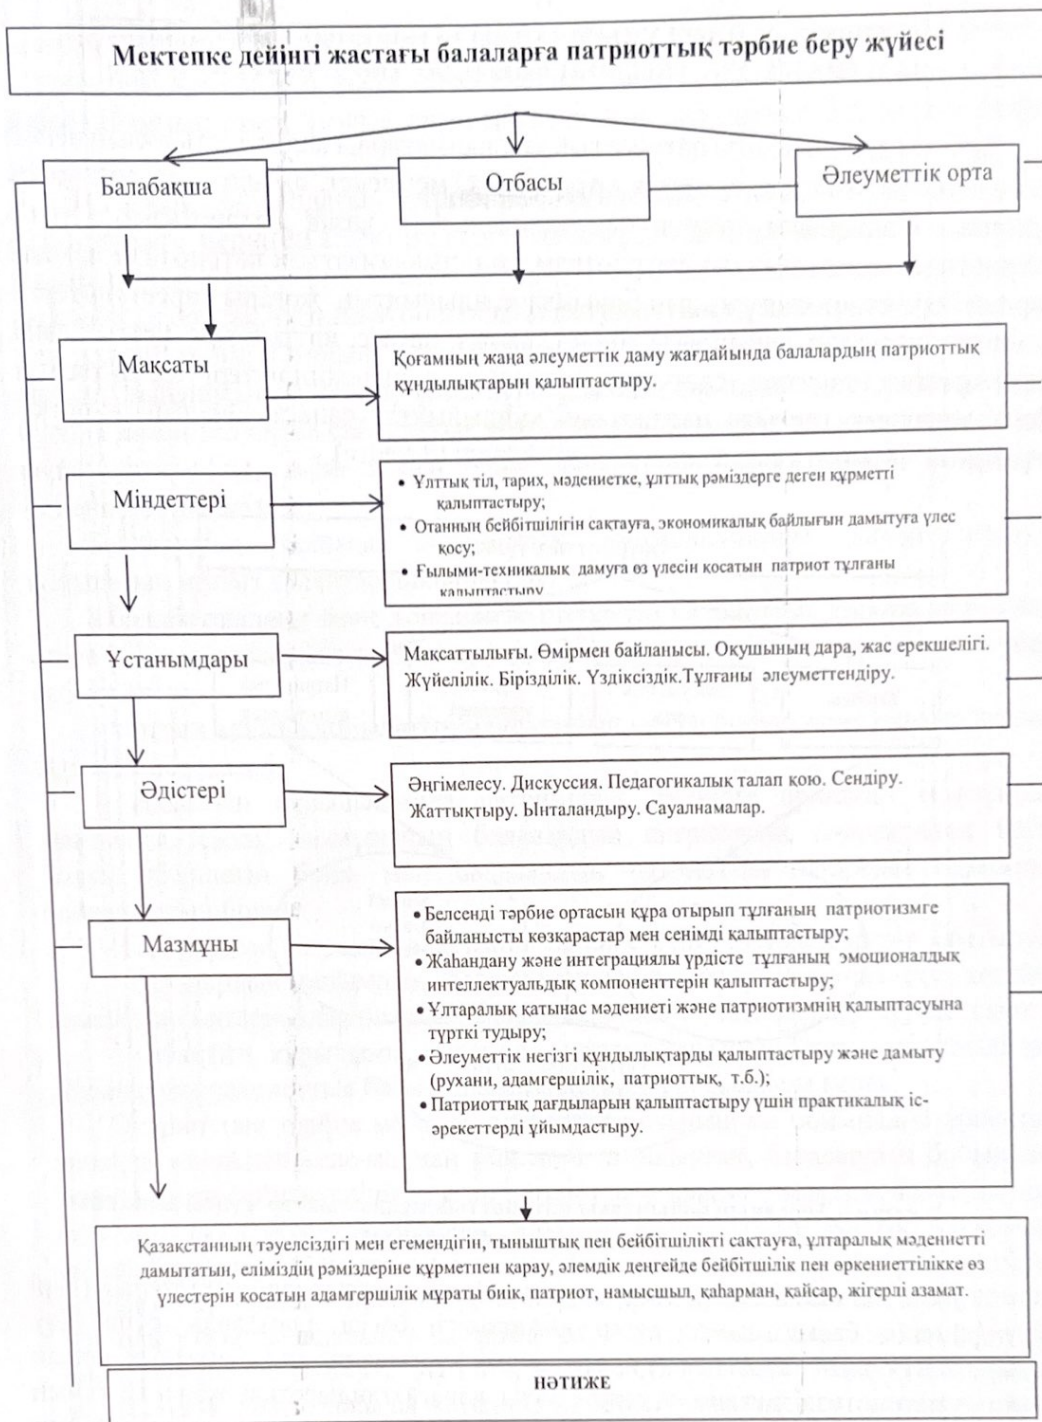 Мектепке дейінгі жастағы балаларға патриоттық тәрбие беру жүйесі
Балабақша
Отбасы
Әлеуметтік орта
Мақсаты
Қоғамның жаңа әлеуметтік даму жағдайында балалардың патриоттық
құндылықтарын қалыптастыру.
Міндеттері
• Ұлттық тіл, тарих, мәдениетке, ұлттық рәміздерге деген құрметті
қалыптастыру;
• Отанның бейбітшілігін сақтауға, экономикалық байлығын дамытуға үлес
қосу;
• Ғылыми-техникалық дамуға өз үлесін қосатын патриот тұлғаны
қалыптастыру
Ұстанымдары
Мақсаттылығы. Өмірмен байланысы. Оқушының дара, жас ерекшелігі.
Жүйелілік. Бірізділік. Үздіксіздік.Тұлғаны әлеуметтендіру.
Әдістері
Әңгімелесу. Дискуссия. Педагогикалық талап қою. Сендіру.
Жаттықтыру. Ынталандыру. Сауалнамалар.
Мазмұны
• Белсенді тәрбие ортасын құра отырып тұлғаның патриотизмге
байланысты көзқарастар мен сенімді қалыптастыру;
• Жаһандану және интеграциялы үрдісте тұлғаның эмоционалдық
интеллектуальдық компоненттерін қалыптастыру;
• Ұлтаралық қатынас мәдениеті және патриотизмнің қалыптасуына
түрткі тудыру;
• Әлеуметтік негізгі құндылықтарды қалыптастыру және дамыту
(рухани, адамгершілік, патриоттық, т.б.);
• Патриоттық дағдыларын қалыптастыру үшін практикалық іс-
әрекеттерді ұйымдастыру.
Қазақстанның тәуелсіздігі мен егемендігін, тыныштық пен бейбітшілікті сақтауға, ұлтаралық мәдениетті
дамытатын, еліміздің рәміздеріне құрметпен қарау, әлемдік деңгейде бейбітшілік пен өркениеттілікке өз
үлестерін қосатын адамгершілік мұраты биік, патриот, намысшыл, қаһарман, қайсар, жігерлі азамат.
НӘТИЖЕ